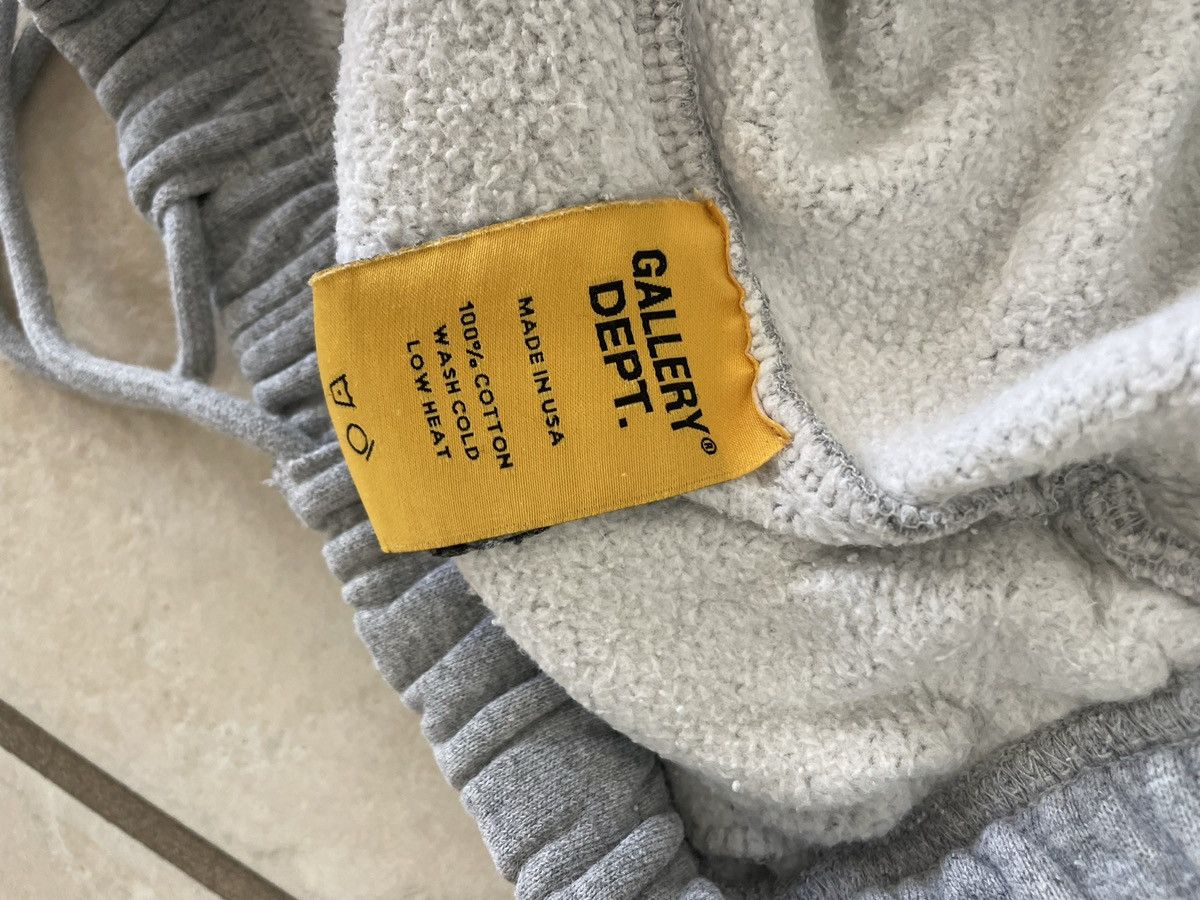 GALLERY
DEPT.®
MADE IN USA
100% COTTON
WASH COLD
LOW HEAT
A